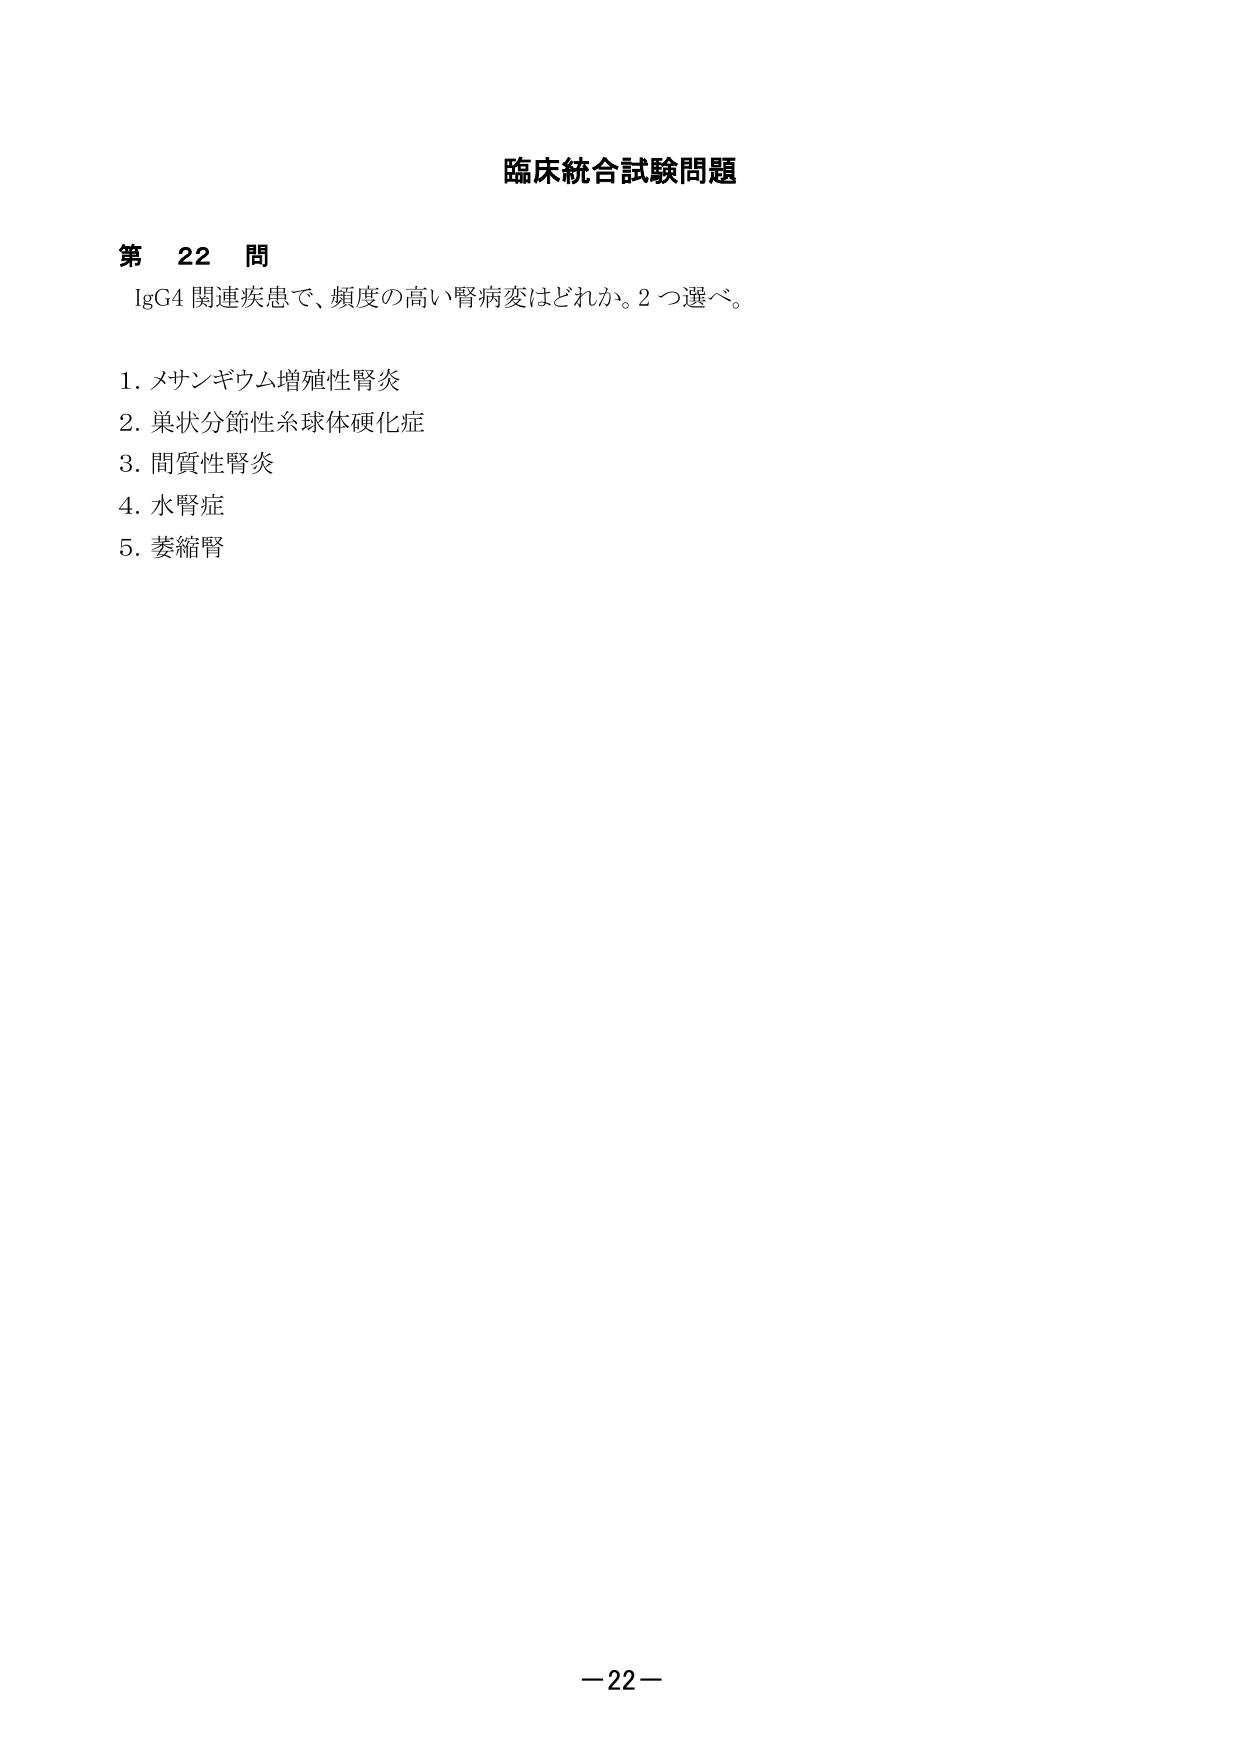 臨床統合試験問題
第 22 問
IgG4 関連疾患で、頻度の高い腎病変はどれか。2 つ選べ。
1. メサンギウム増殖性腎炎
2. 巣状分節性糸球体硬化症
3. 間質性腎炎
4. 水腎症
5. 萎縮腎
－22－